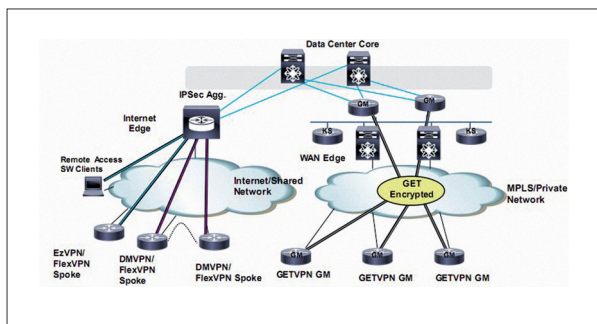 Data Center Core
IPSec Agg.
GM
GM
Internet
Edge
KS
KS
WAN Edge
Remote Access
SW Clients
Internet/Shared
Network
GET
Encrypted
MPLS/Private
Network
EzVPN/
FlexVPN
Spoke
DMVPN/
FlexVPN
Spoke
DMVPN/
FlexVPN Spoke
GM
GM
GM
GETVPN GM
GETVPN GM
GETVPN GM